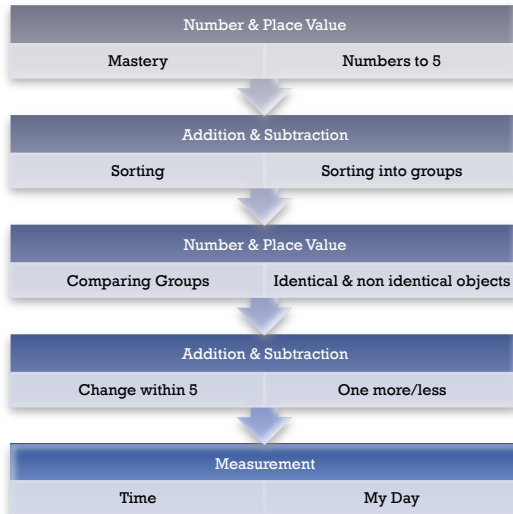 Number & Place Value
Mastery
Numbers to 5
Addition & Subtraction
Sorting
Sorting into groups
Number & Place Value
Comparing Groups
Identical & non identical objects
Addition & Subtraction
Change within 5
One more/less
Measurement
Time
My Day